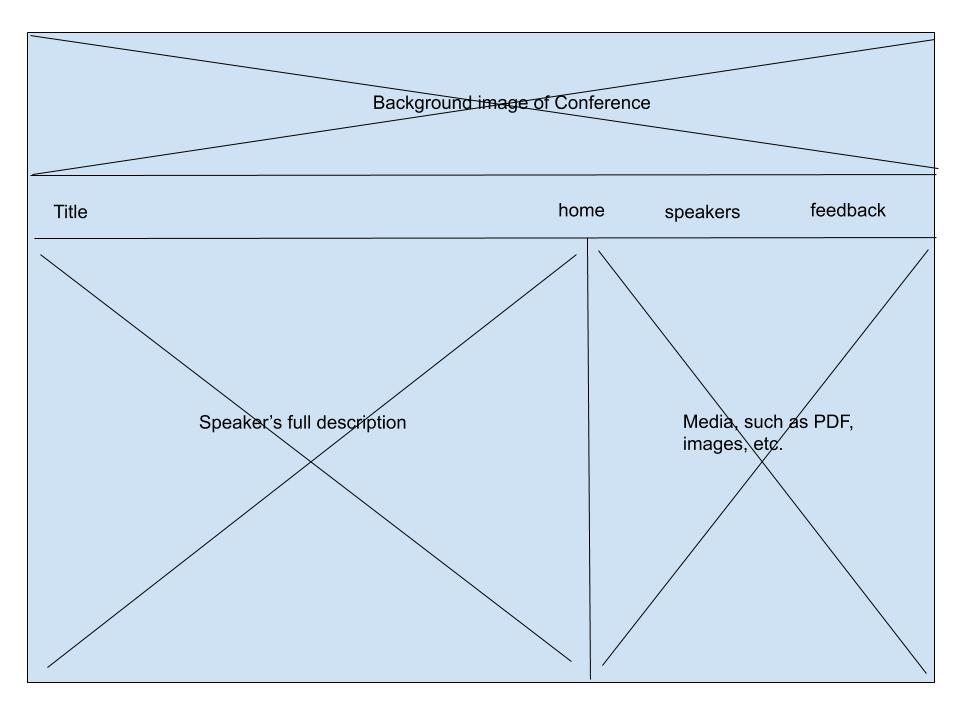 Background image of Conference
Title home speakers feedback
Speaker’s full description
Media, such as PDF,
images, etc.